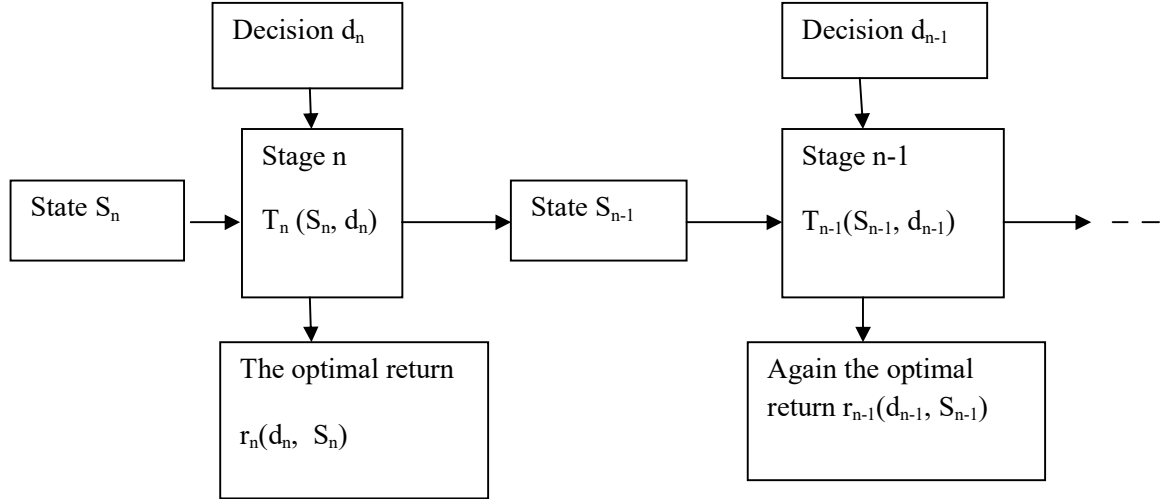 Decision dₙ
Decision dₙ₋₁
Stage n
Tₙ (Sₙ, dₙ)
Stage n-1
Tₙ₋₁(Sₙ₋₁, dₙ₋₁)
State Sₙ
State Sₙ₋₁
The optimal return
rₙ(dₙ, Sₙ)
Again the optimal
return rₙ₋₁(dₙ₋₁, Sₙ₋₁)